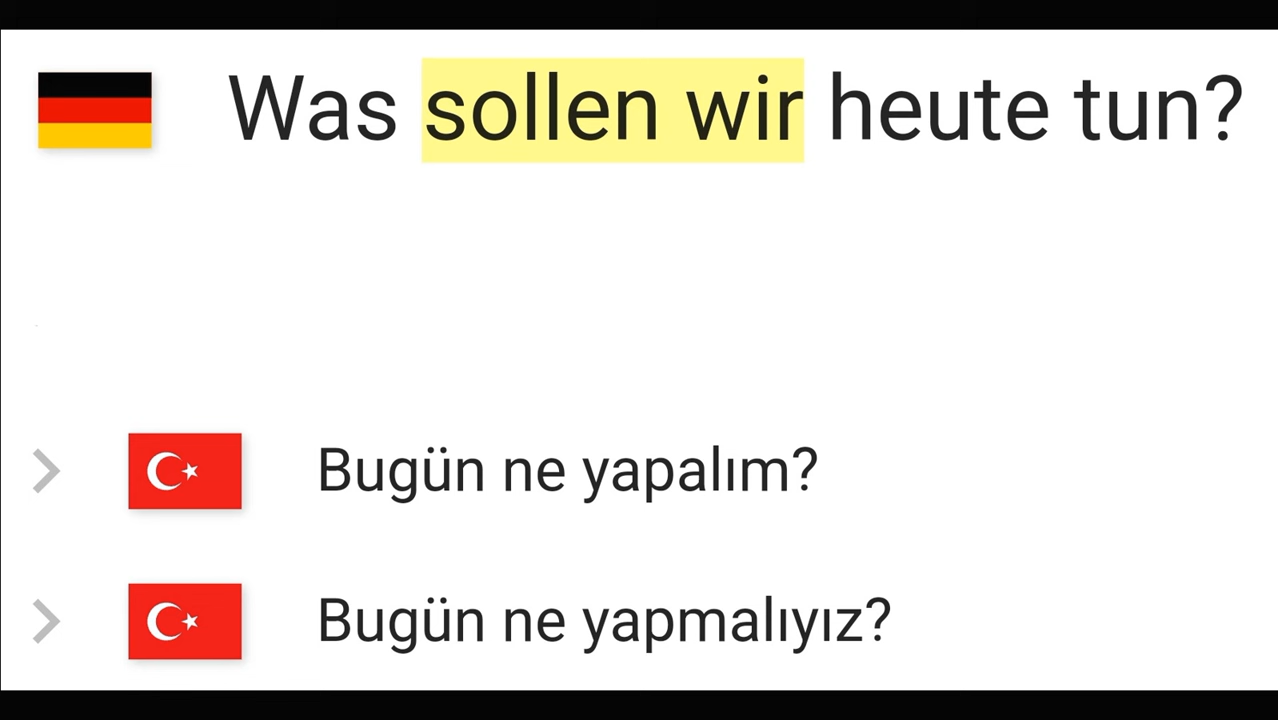 Was sollen wir heute tun?
Bugün ne yapalım?
Bugün ne yapmalıyız?